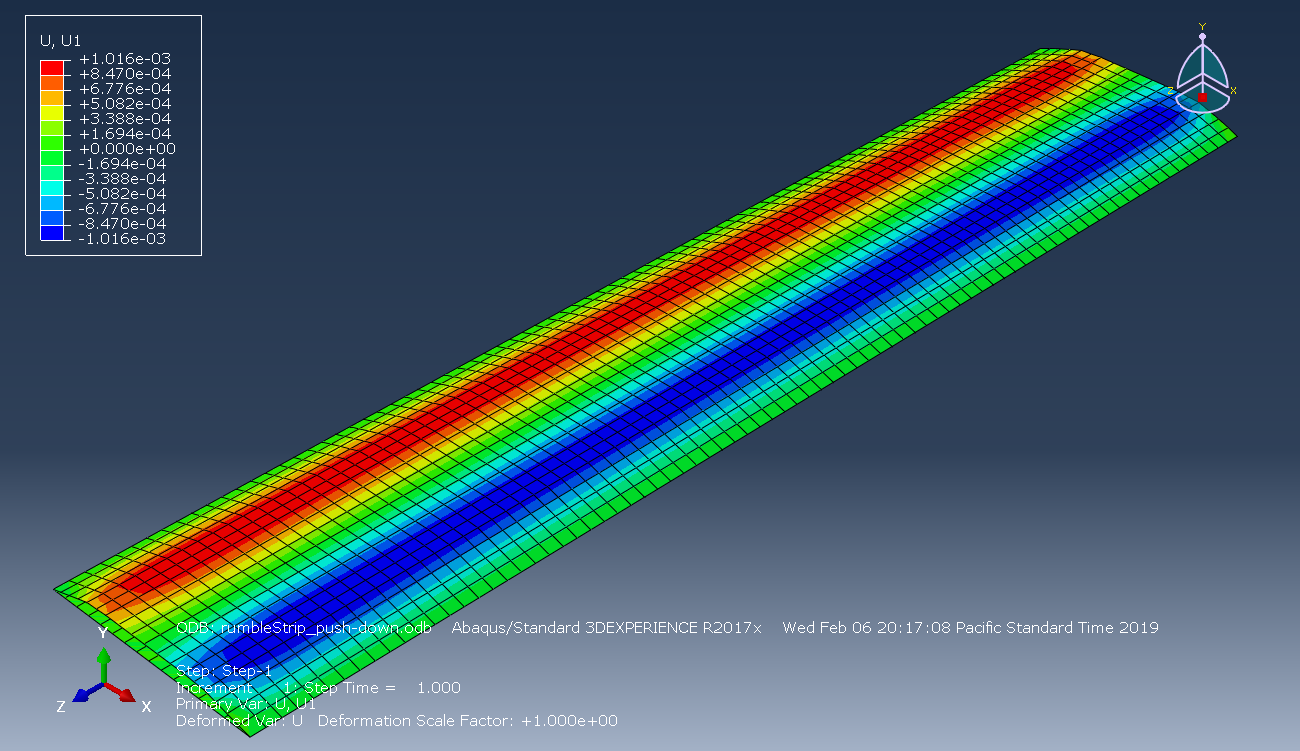 U, U1
+1.016e-03
+8.470e-04
+6.776e-04
+5.082e-04
+3.388e-04
+1.694e-04
+0.000e+00
-1.694e-04
-3.388e-04
-5.082e-04
-6.776e-04
-8.470e-04
-1.016e-03
Y
Z
X
ODB: rumbleStrip_push-down.odb Abaqus/Standard 3DEXPERIENCE R2017x Wed Feb 06 20:17:08 Pacific Standard Time 2019
Y
Z
X
Step: Step-1
Increment 1: Step Time = 1.000
Primary Var: U, U1
Deformed Var: U Deformation Scale Factor: +1.000e+00